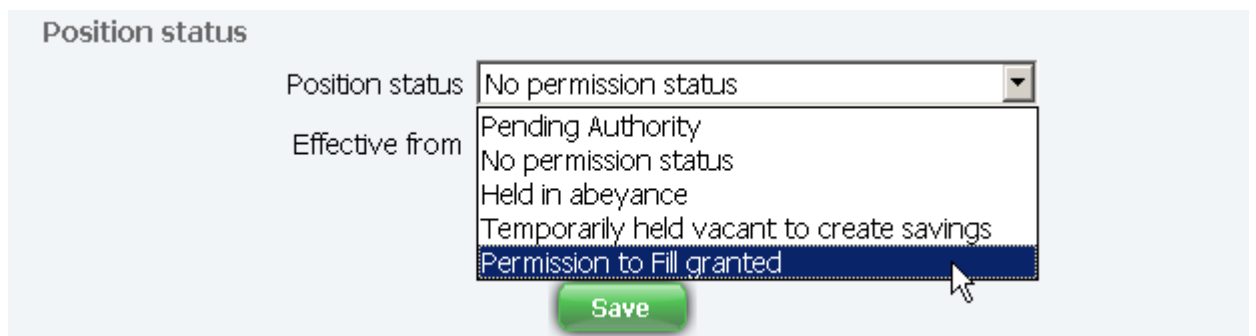 Position status
Position status No permission status
Pending Authority
Effective from
No permission status
Held in abeyance
Temporarily held vacant to create savings
Permission to Fill granted
Save